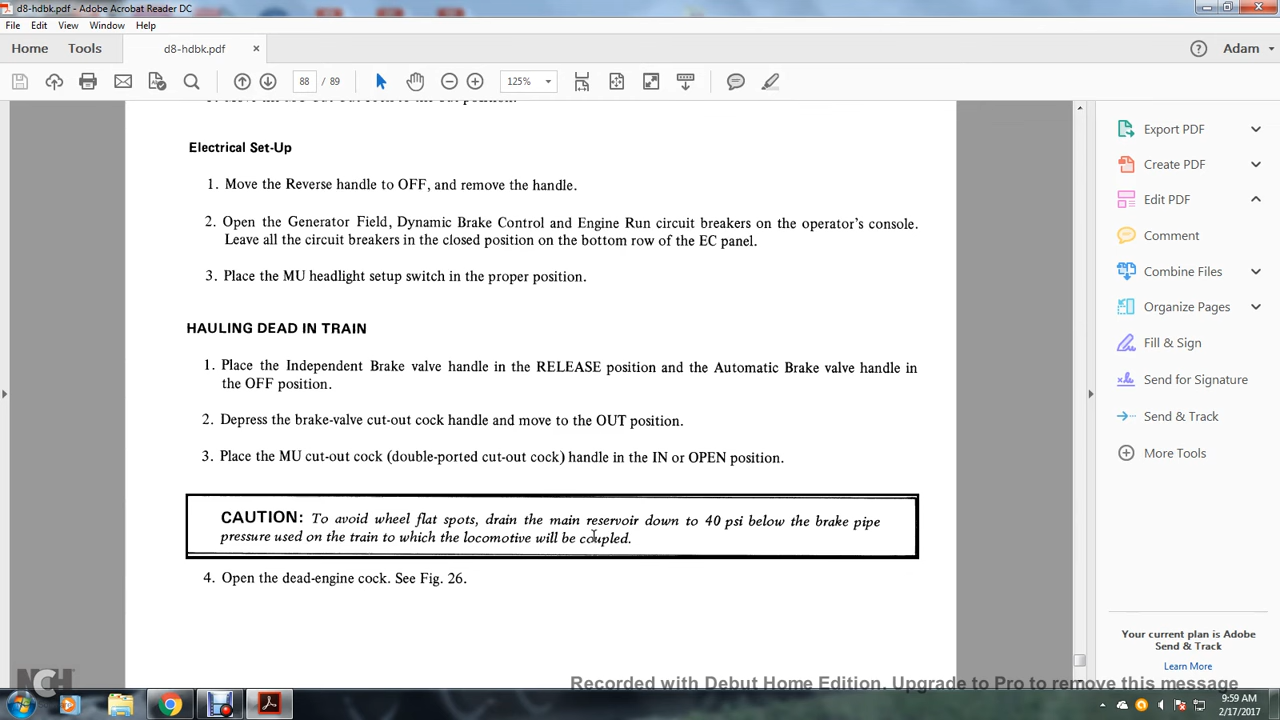 d8-hdbk.pdf - Adobe Acrobat Reader DC
File Edit View Window Help
Home Tools d8-hdbk.pdf × Adam
88 / 89 125%
Electrical Set-Up
1. Move the Reverse handle to OFF, and remove the handle.
2. Open the Generator Field, Dynamic Brake Control and Engine Run circuit breakers on the operator's console.
Leave all the circuit breakers in the closed position on the bottom row of the EC panel.
3. Place the MU headlight setup switch in the proper position.
HAULING DEAD IN TRAIN
1. Place the Independent Brake valve handle in the RELEASE position and the Automatic Brake valve handle in
the OFF position.
2. Depress the brake-valve cut-out cock handle and move to the OUT position.
3. Place the MU cut-out cock (double-ported cut-out cock) handle in the IN or OPEN position.
CAUTION: To avoid wheel flat spots, drain the main reservoir down to 40 psi below the brake pipe
pressure used on the train to which the locomotive will be coupled.
4. Open the dead-engine cock. See Fig. 26.
Export PDF
Create PDF
Edit PDF
Comment
Combine Files
Organize Pages
Fill & Sign
Send for Signature
Send & Track
More Tools
Your current plan is Adobe
Send & Track
Learn More
NCH
Recorded with Debut Home Edition. Upgrade to Pro to remove this message
9:59 AM
2/17/2017